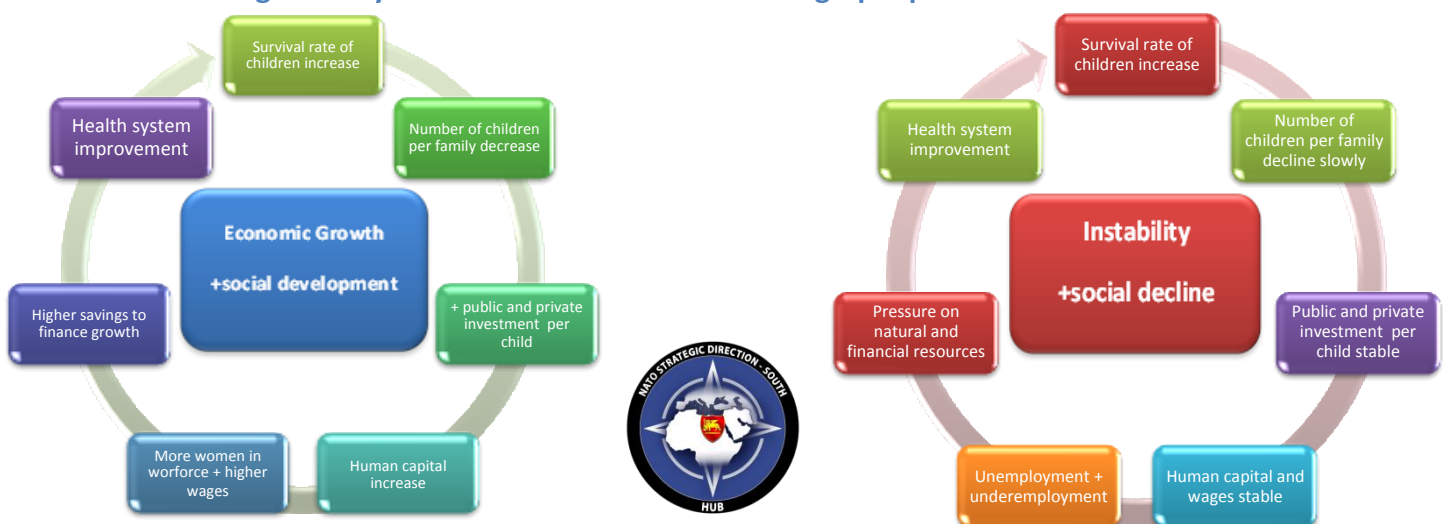 Survival rate of
children increase
Number of children
per family decrease
+ public and private
investment per
child
Human capital
increase
More women in
worforce + higher
wages
Higher savings to
finance growth
Health system
improvement
Economic Growth
+social development
NATO STRATEGIC DIRECTION - SOUTH
HUB
Survival rate of
children increase
Number of
children per family
decline slowly
Public and private
investment per
child stable
Human capital and
wages stable
Unemployment +
underemployment
Pressure on
natural and
financial resources
Health system
improvement
Instability
+social decline